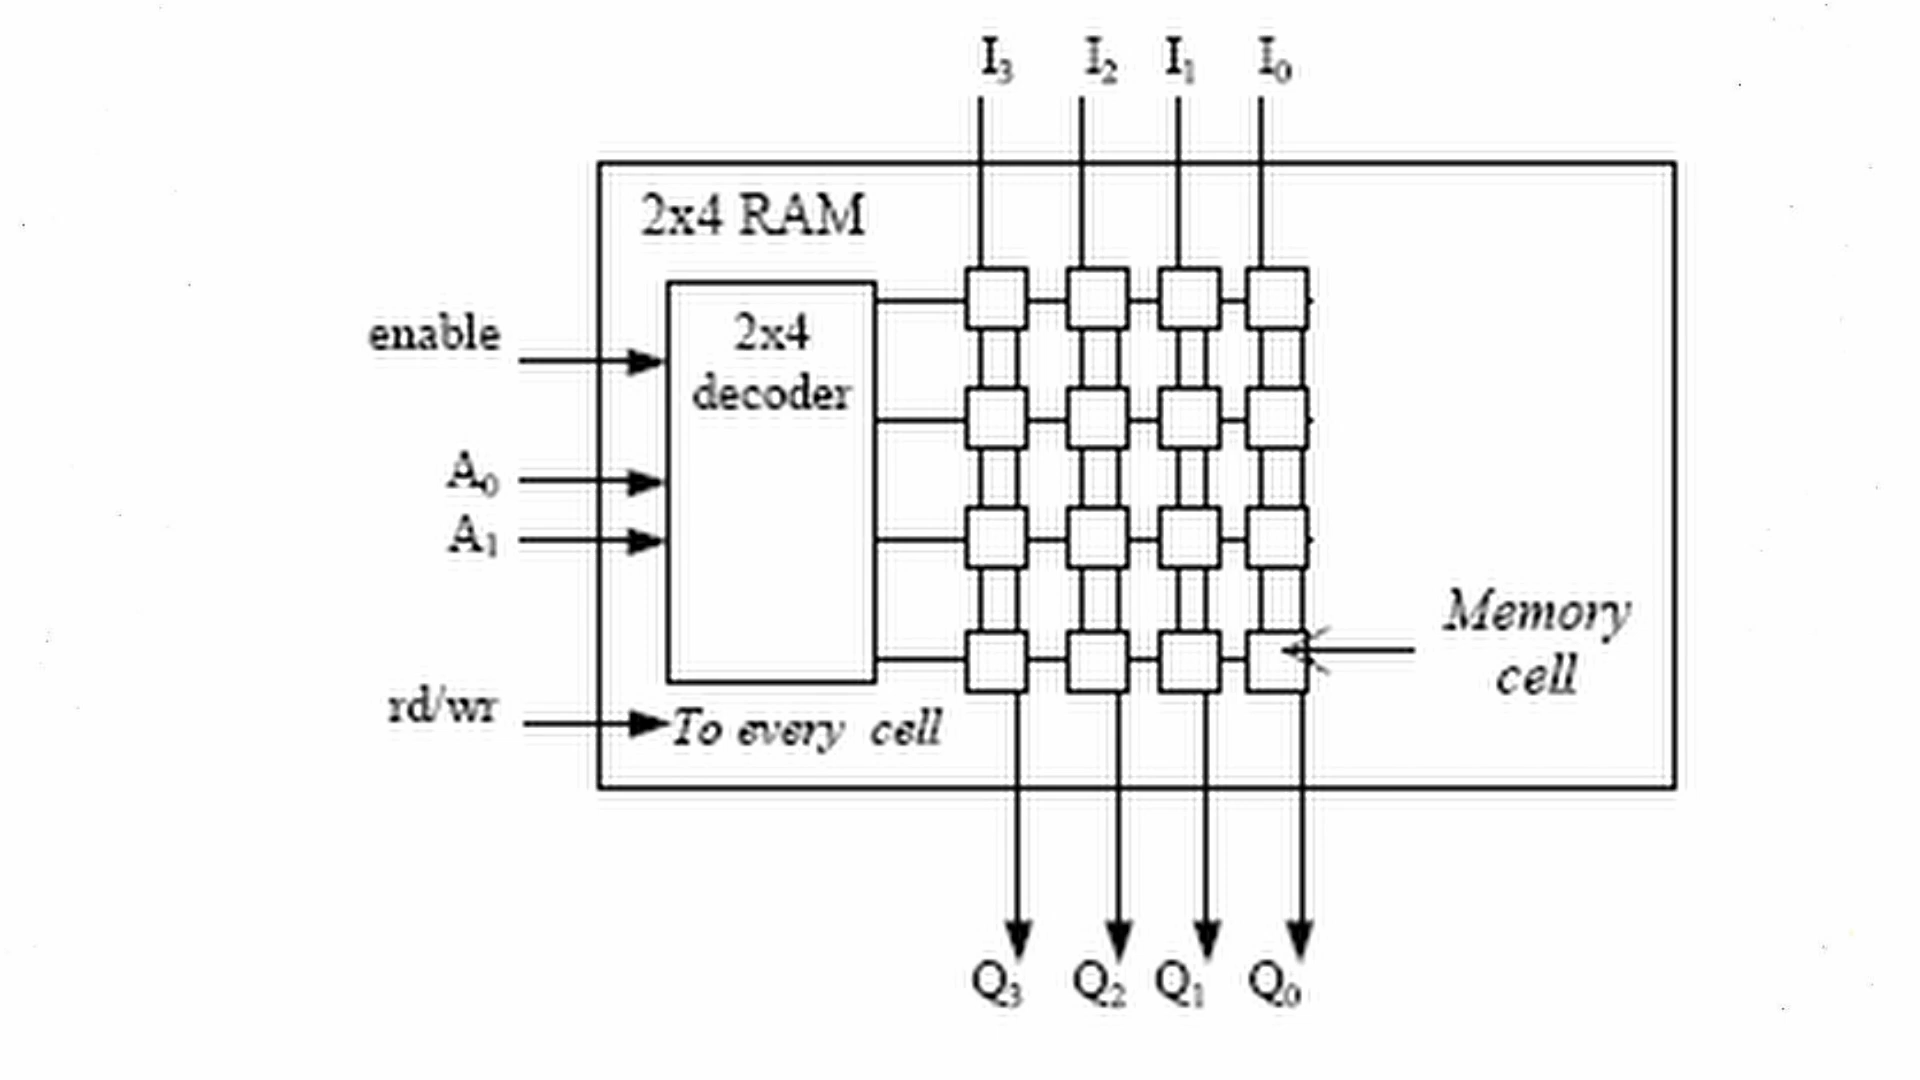 I₃ I₂ I₁ I₀
2x4 RAM
enable
2x4
decoder
A₀
A₁
Memory
cell
rd/wr
To every cell
Q₃ Q₂ Q₁ Q₀